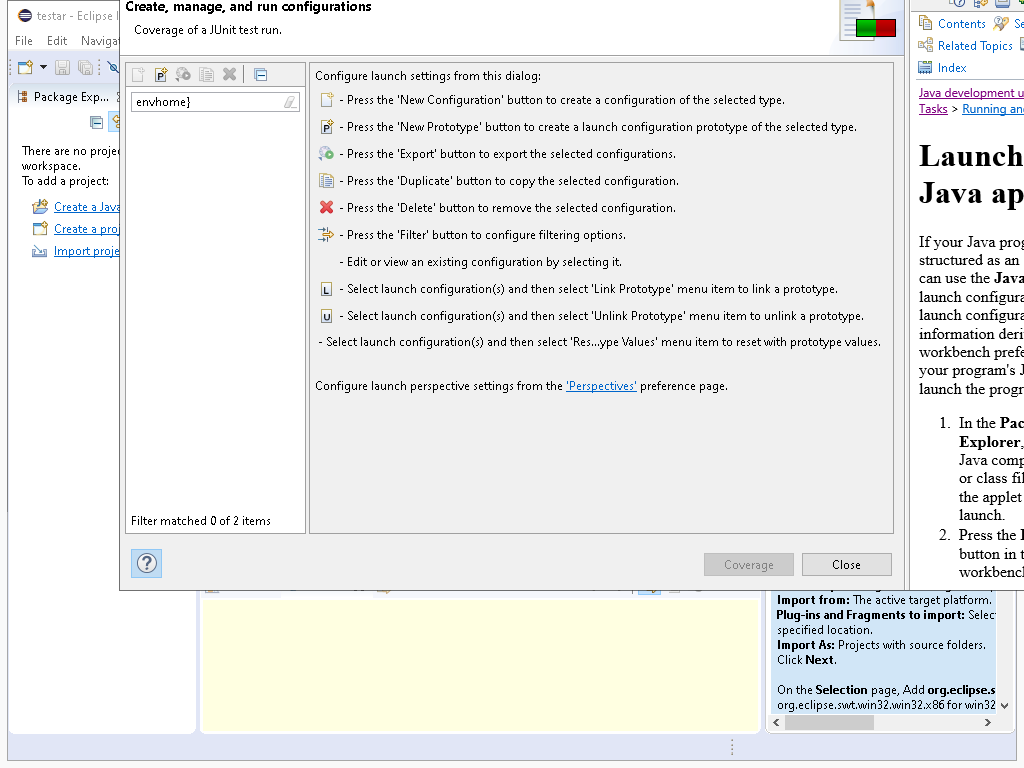 testar - Eclipse I
File Edit Naviga
Package Exp...
There are no proje
workspace.
To add a project:
Create a Java
Create a proj
Import proje
Create, manage, and run configurations
Coverage of a JUnit test run.
envhome}
Filter matched 0 of 2 items
Configure launch settings from this dialog:
- Press the 'New Configuration' button to create a configuration of the selected type.
- Press the 'New Prototype' button to create a launch configuration prototype of the selected type.
- Press the 'Export' button to export the selected configurations.
- Press the 'Duplicate' button to copy the selected configuration.
- Press the 'Delete' button to remove the selected configuration.
- Press the 'Filter' button to configure filtering options.
- Edit or view an existing configuration by selecting it.
- Select launch configuration(s) and then select 'Link Prototype' menu item to link a prototype.
- Select launch configuration(s) and then select 'Unlink Prototype' menu item to unlink a prototype.
- Select launch configuration(s) and then select 'Res...ype Values' menu item to reset with prototype values.
Configure launch perspective settings from the 'Perspectives' preference page.
Coverage Close
Contents Se
Related Topics
Index
Java development u
Tasks > Running and
Launch
Java ap
If your Java prog
structured as an
can use the Java
launch configura
launch configura
information deri
workbench prefe
your program's J
launch the progr
1. In the Pac
Explorer,
Java comp
or class fil
the applet
launch.
2. Press the
button in t
workbench
Import from: The active target platform.
Plug-ins and Fragments to import: Selec
specified location.
Import As: Projects with source folders.
Click Next.
On the Selection page, Add org.eclipse.s
org.eclipse.swt.win32.win32.x86 for win32